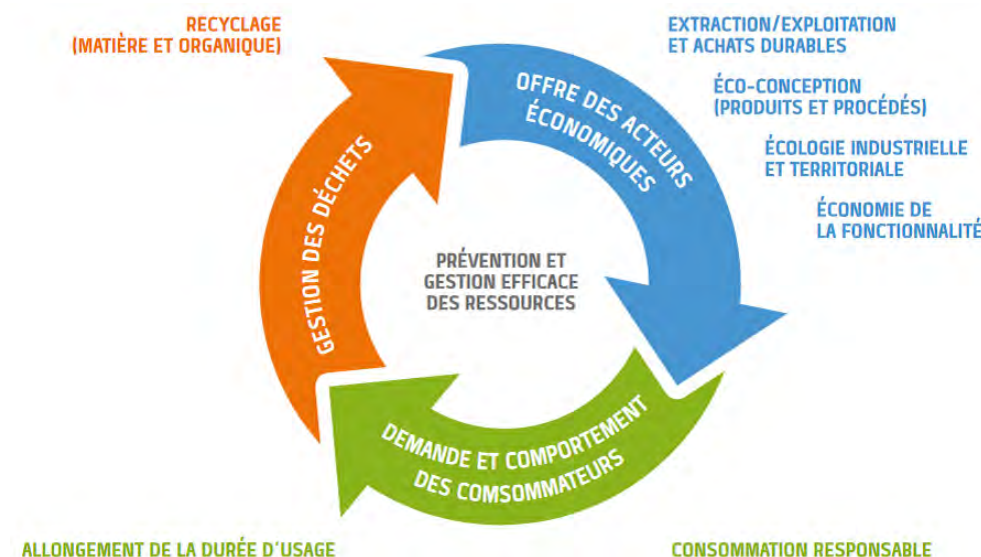 RECYCLAGE
(MATIÈRE ET ORGANIQUE)
EXTRACTION/EXPLOITATION
ET ACHATS DURABLES
ÉCO-CONCEPTION
(PRODUITS ET PROCÉDÉS)
ÉCOLOGIE INDUSTRIELLE
ET TERRITORIALE
ÉCONOMIE DE
LA FONCTIONNALITÉ
OFFRE DES ACTEURS
ÉCONOMIQUES
GESTION DES DÉCHETS
PRÉVENTION ET
GESTION EFFICACE
DES RESSOURCES
DEMANDE ET COMPORTEMENT
DES COMSOMMATEURS
ALLONGEMENT DE LA DURÉE D'USAGE
CONSOMMATION RESPONSABLE